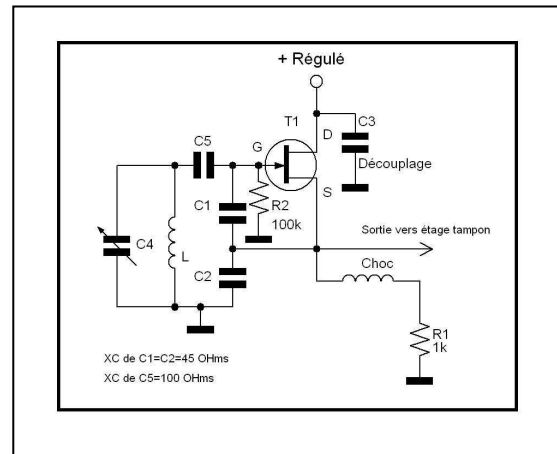 + Régulé
T1
C3
D
C5
G
Découplage
S
C1
R2
100k
Sortie vers étage tampon
C4
L
C2
Choc
R1
1k
XC de C1=C2=45 OHms
XC de C5=100 OHms